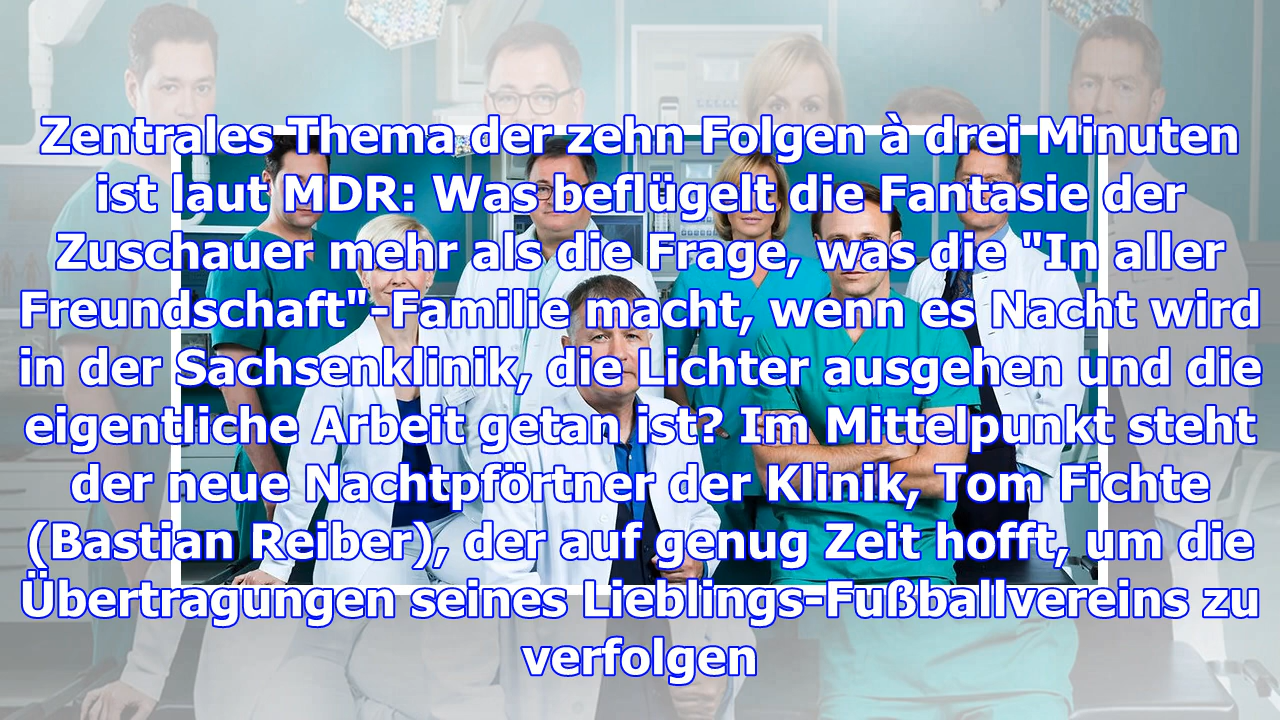 Zentrales Thema der zehn Folgen à drei Minuten
ist laut MDR: Was beflügelt die Fantasie der
Zuschauer mehr als die Frage, was die "In aller
Freundschaft"-Familie macht, wenn es Nacht wird
in der Sachsenklinik, die Lichter ausgehen und die
eigentliche Arbeit getan ist? Im Mittelpunkt steht
der neue Nachtpförtner der Klinik, Tom Fichte
(Bastian Reiber), der auf genug Zeit hofft, um die
Übertragungen seines Lieblings-Fußballvereins zu
verfolgen